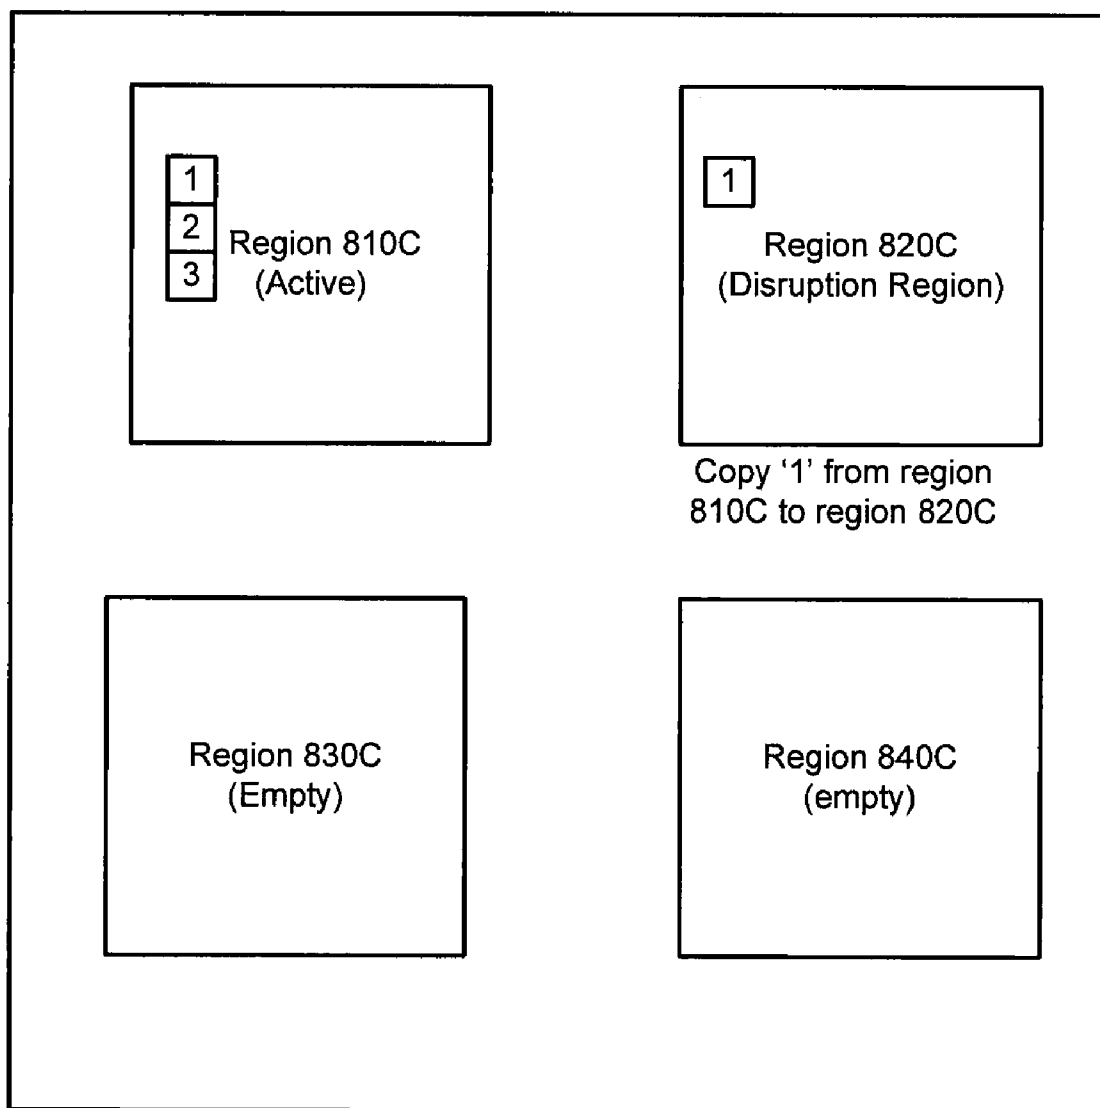 1
2
3
Region 810C
(Active)
1
Region 820C
(Disruption Region)
Copy ‘1’ from region
810C to region 820C
Region 830C
(Empty)
Region 840C
(empty)